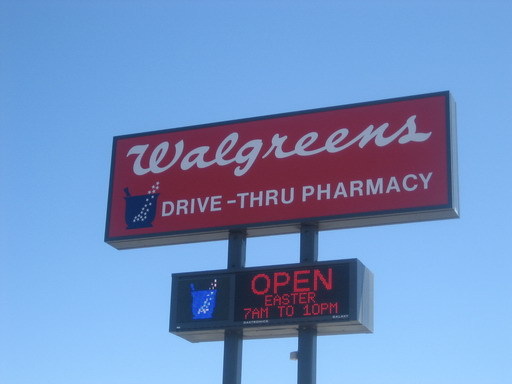 Walgreens
DRIVE-THRU PHARMACY
OPEN
EASTER
7AM TO 10PM